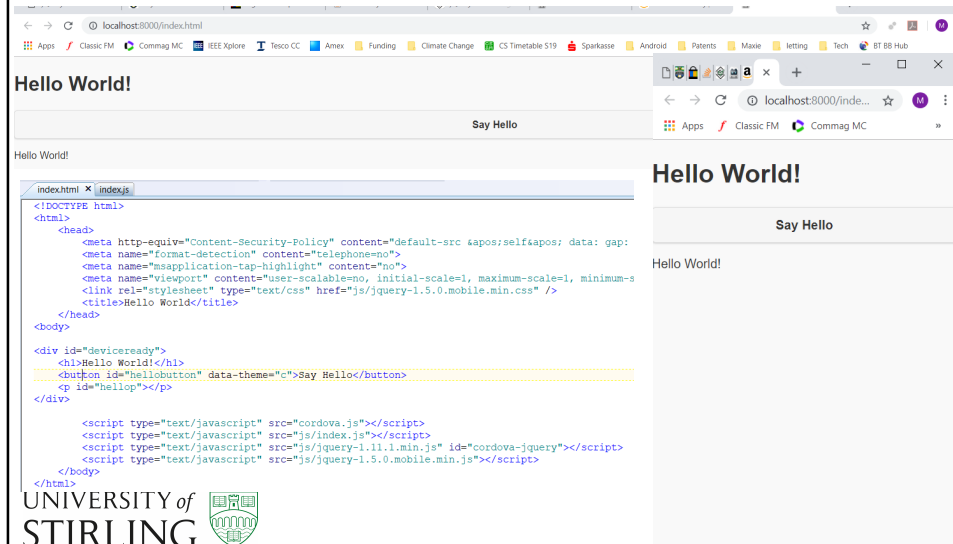 localhost:8000/index.html
M
Apps Classic FM Commag MC IEEE IEEE Xplore Tesco CC Amex Funding Climate Change CS Timetable S19 Sparkasse Android Patents Maxie letting Tech BT BB Hub
Hello World!
Say Hello
Hello World!
index.html index.js
<!DOCTYPE html>
<html>
<head>
<meta http-equiv="Content-Security-Policy" content="default-src &apos;self&apos; data: gap:
<meta name="format-detection" content="telephone=no">
<meta name="msapplication-tap-highlight" content="no">
<meta name="viewport" content="user-scalable=no, initial-scale=1, maximum-scale=1, minimum-s
<link rel="stylesheet" type="text/css" href="js/jquery-1.5.0.mobile.min.css" />
<title>Hello World</title>
</head>
<body>
<div id="deviceready">
<h1>Hello World!</h1>
<button id="hellobutton" data-theme="c">Say Hello</button>
<p id="hellop"></p>
</div>
<script type="text/javascript" src="cordova.js"></script>
<script type="text/javascript" src="js/index.js"></script>
<script type="text/javascript" src="js/jquery-1.11.1.min.js" id="cordova-jquery"></script>
<script type="text/javascript" src="js/jquery-1.5.0.mobile.min.js"></script>
</body>
</html>
UNIVERSITY of
STIRLING
a
localhost:8000/inde... M
Apps Classic FM Commag MC »
Hello World!
Say Hello
Hello World!